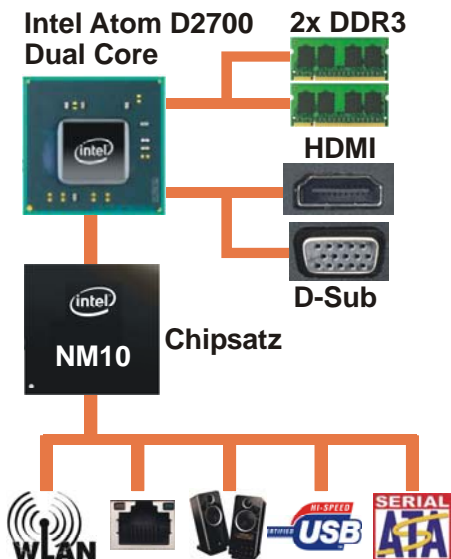 Intel Atom D2700
Dual Core
2x DDR3
intel
HDMI
D-Sub
intel
NM10
Chipsatz
WLAN
HI-SPEED
CERTIFIED
USB
SERIAL
ATA